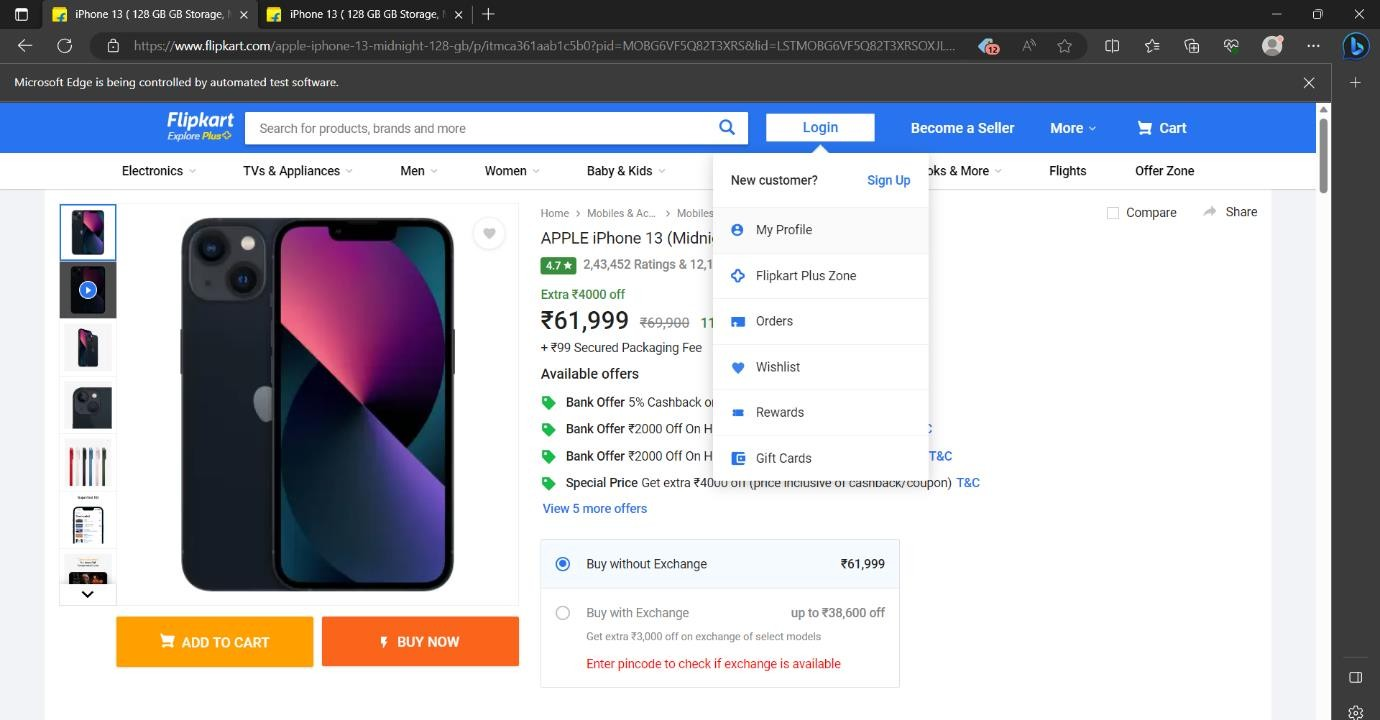 iPhone 13 ( 128 GB GB Storage,
iPhone 13 ( 128 GB GB Storage,
https://www.flipkart.com/apple-iphone-13-midnight-128-gb/p/itmca361aab1c5b0?pid=MOBG6VF5Q82T3XRS&lid=LSTMOBG6VF5Q82T3XRSOXJL...
12
Microsoft Edge is being controlled by automated test software.
Flipkart
Explore Plus
Search for products, brands and more
Login
Become a Seller
More
Cart
Electronics
TVs & Appliances
Men
Women
Baby & Kids
oks & More
Flights
Offer Zone
New customer?
Sign Up
My Profile
Flipkart Plus Zone
Orders
Wishlist
Rewards
Gift Cards
Home > Mobiles & Ac... > Mobiles
Compare
Share
APPLE iPhone 13 (Midni
4.7★ 2,43,452 Ratings & 12,1
Extra ₹4000 off
₹61,999 ₹69,900 11
+ ₹99 Secured Packaging Fee
Available offers
Bank Offer 5% Cashback o
Bank Offer ₹2000 Off On H
Bank Offer ₹2000 Off On H T&C
Special Price Get extra ₹4000 off (price inclusive of cashback/coupon) T&C
View 5 more offers
Buy without Exchange ₹61,999
Buy with Exchange up to ₹38,600 off
Get extra ₹3,000 off on exchange of select models
Enter pincode to check if exchange is available
ADD TO CART
BUY NOW